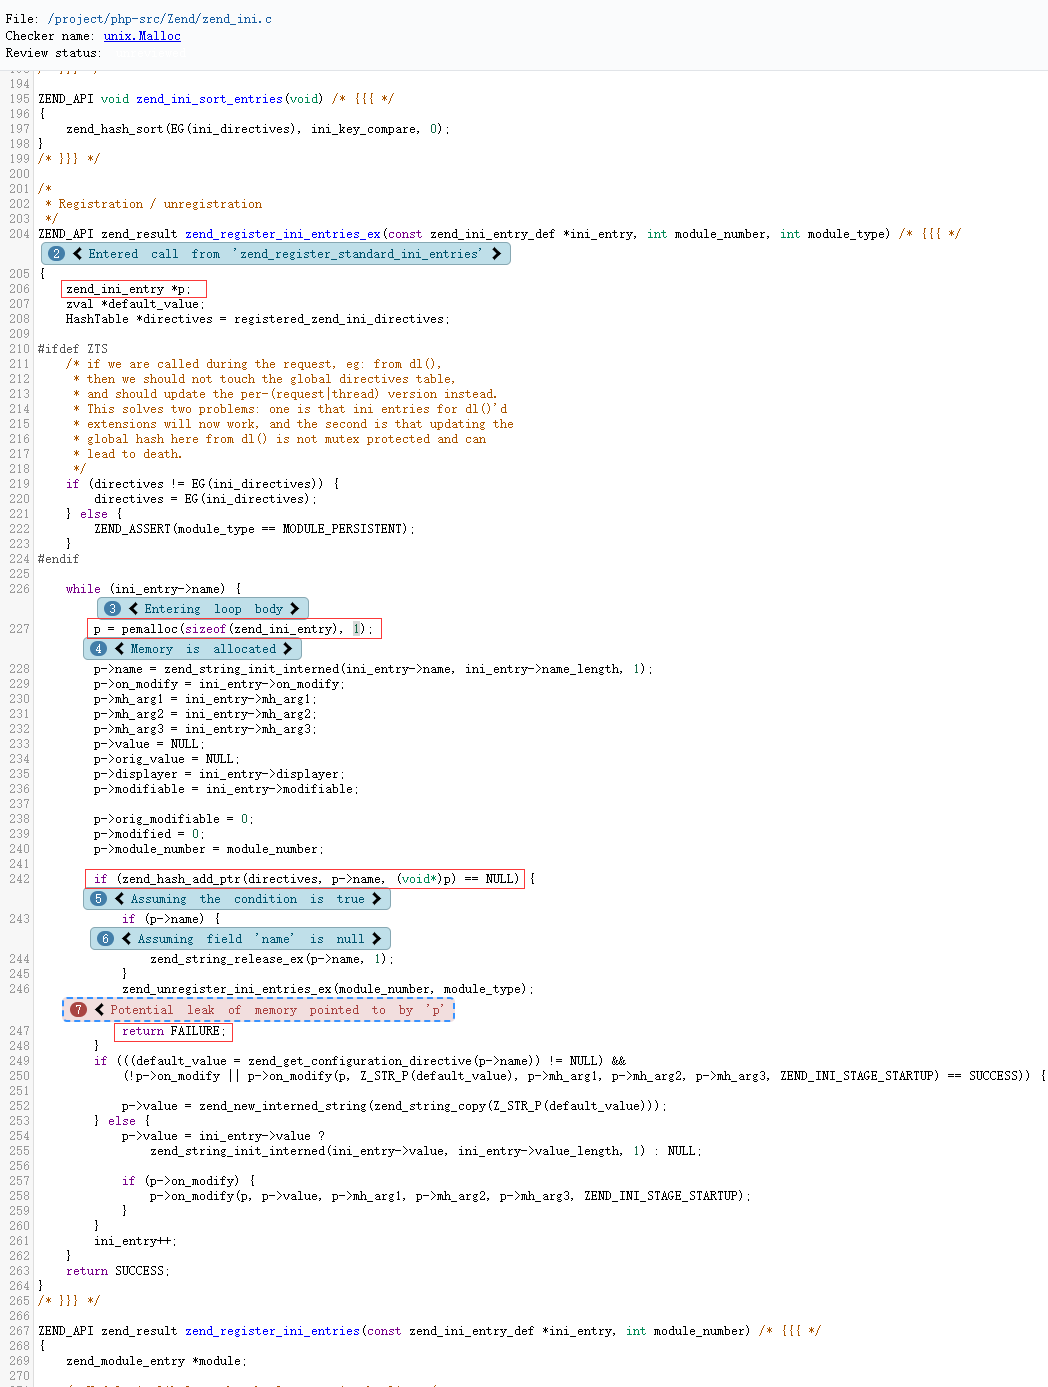 File: /project/php-src/Zend/zend_ini.c
Checker name: unix.Malloc
Review status:
194
195 ZEND_API void zend_ini_sort_entries(void) /* {{{ */
196 {
197     zend_hash_sort(EG(ini_directives), ini_key_compare, 0);
198 }
199 /* }}} */
200
201 /*
202  * Registration / unregistration
203  */
204 ZEND_API zend_result zend_register_ini_entries_ex(const zend_ini_entry_def *ini_entry, int module_number, int module_type) /* {{{ */
2 < Entered call from 'zend_register_standard_ini_entries' >
205 {
206     zend_ini_entry *p;
207     zval *default_value;
208     HashTable *directives = registered_zend_ini_directives;
209
210 #ifdef ZTS
211     /* if we are called during the request, eg: from dl(),
212      * then we should not touch the global directives table,
213      * and should update the per-(request|thread) version instead.
214      * This solves two problems: one is that ini entries for dl()'d
215      * extensions will now work, and the second is that updating the
216      * global hash here from dl() is not mutex protected and can
217      * lead to death.
218      */
219     if (directives != EG(ini_directives)) {
220         directives = EG(ini_directives);
221     } else {
222         ZEND_ASSERT(module_type == MODULE_PERSISTENT);
223     }
224 #endif
225
226     while (ini_entry->name) {
3 < Entering loop body >
227         p = pemalloc(sizeof(zend_ini_entry), 1);
4 < Memory is allocated >
228         p->name = zend_string_init_interned(ini_entry->name, ini_entry->name_length, 1);
229         p->on_modify = ini_entry->on_modify;
230         p->mh_arg1 = ini_entry->mh_arg1;
231         p->mh_arg2 = ini_entry->mh_arg2;
232         p->mh_arg3 = ini_entry->mh_arg3;
233         p->value = NULL;
234         p->orig_value = NULL;
235         p->displayer = ini_entry->displayer;
236         p->modifiable = ini_entry->modifiable;
237
238         p->orig_modifiable = 0;
239         p->modified = 0;
240         p->module_number = module_number;
241
242         if (zend_hash_add_ptr(directives, p->name, (void*)p) == NULL) {
5 < Assuming the condition is true >
243             if (p->name) {
6 < Assuming field 'name' is null >
244                 zend_string_release_ex(p->name, 1);
245             }
246             zend_unregister_ini_entries_ex(module_number, module_type);
7 < Potential leak of memory pointed to by 'p'
247             return FAILURE;
248         }
249         if (((default_value = zend_get_configuration_directive(p->name)) != NULL) &&
250             (!p->on_modify || p->on_modify(p, Z_STR_P(default_value), p->mh_arg1, p->mh_arg2, p->mh_arg3, ZEND_INI_STAGE_STARTUP) == SUCCESS)) {
251
252             p->value = zend_new_interned_string(zend_string_copy(Z_STR_P(default_value)));
253         } else {
254             p->value = ini_entry->value ?
255                 zend_string_init_interned(ini_entry->value, ini_entry->value_length, 1) : NULL;
256
257             if (p->on_modify) {
258                 p->on_modify(p, p->value, p->mh_arg1, p->mh_arg2, p->mh_arg3, ZEND_INI_STAGE_STARTUP);
259             }
260         }
261         ini_entry++;
262     }
263     return SUCCESS;
264 }
265 /* }}} */
266
267 ZEND_API zend_result zend_register_ini_entries(const zend_ini_entry_def *ini_entry, int module_number) /* {{{ */
268 {
269     zend_module_entry *module;
270